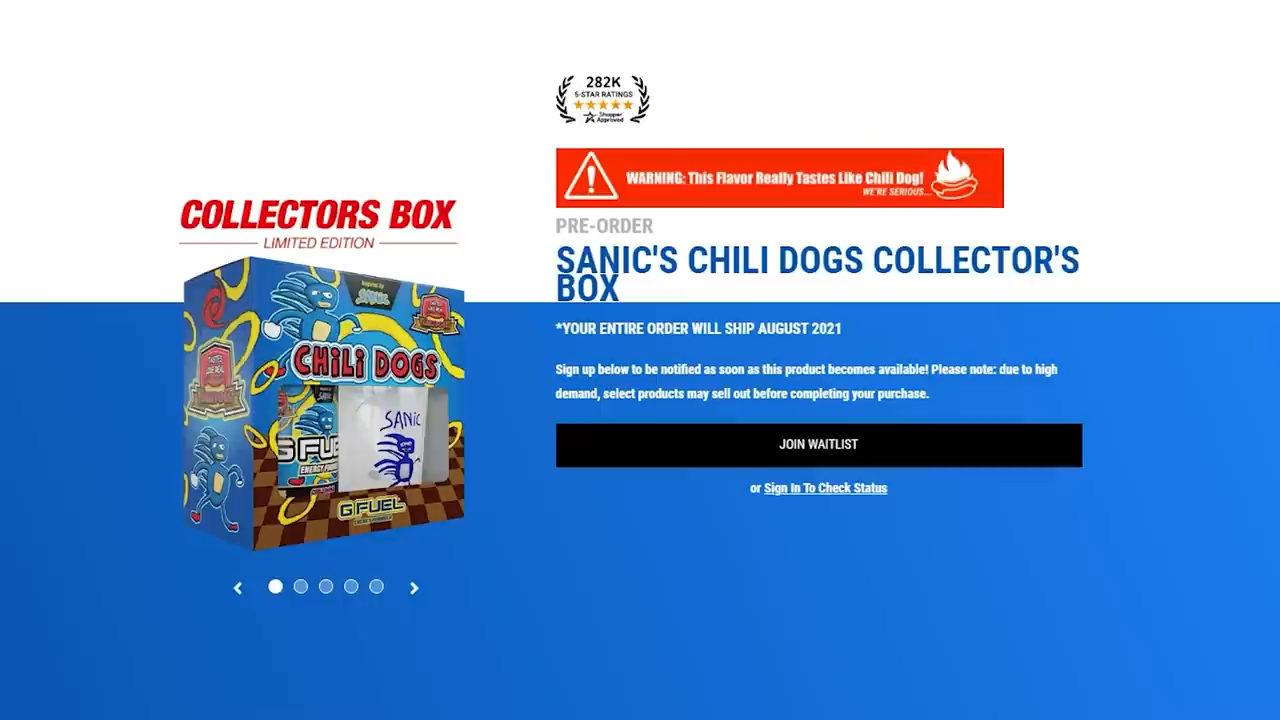 282K
5-STAR RATINGS
Shopper
Approved
WARNING: This Flavor Really Tastes Like Chili Dog!
WE'RE SERIOUS...
PRE-ORDER
SANIC'S CHILI DOGS COLLECTOR'S
BOX
*YOUR ENTIRE ORDER WILL SHIP AUGUST 2021
Sign up below to be notified as soon as this product becomes available! Please note: due to high
demand, select products may sell out before completing your purchase.
JOIN WAITLIST
or Sign In To Check Status
COLLECTORS BOX
LIMITED EDITION
SANIC
CHILI DOGS
SANIC
G FUEL